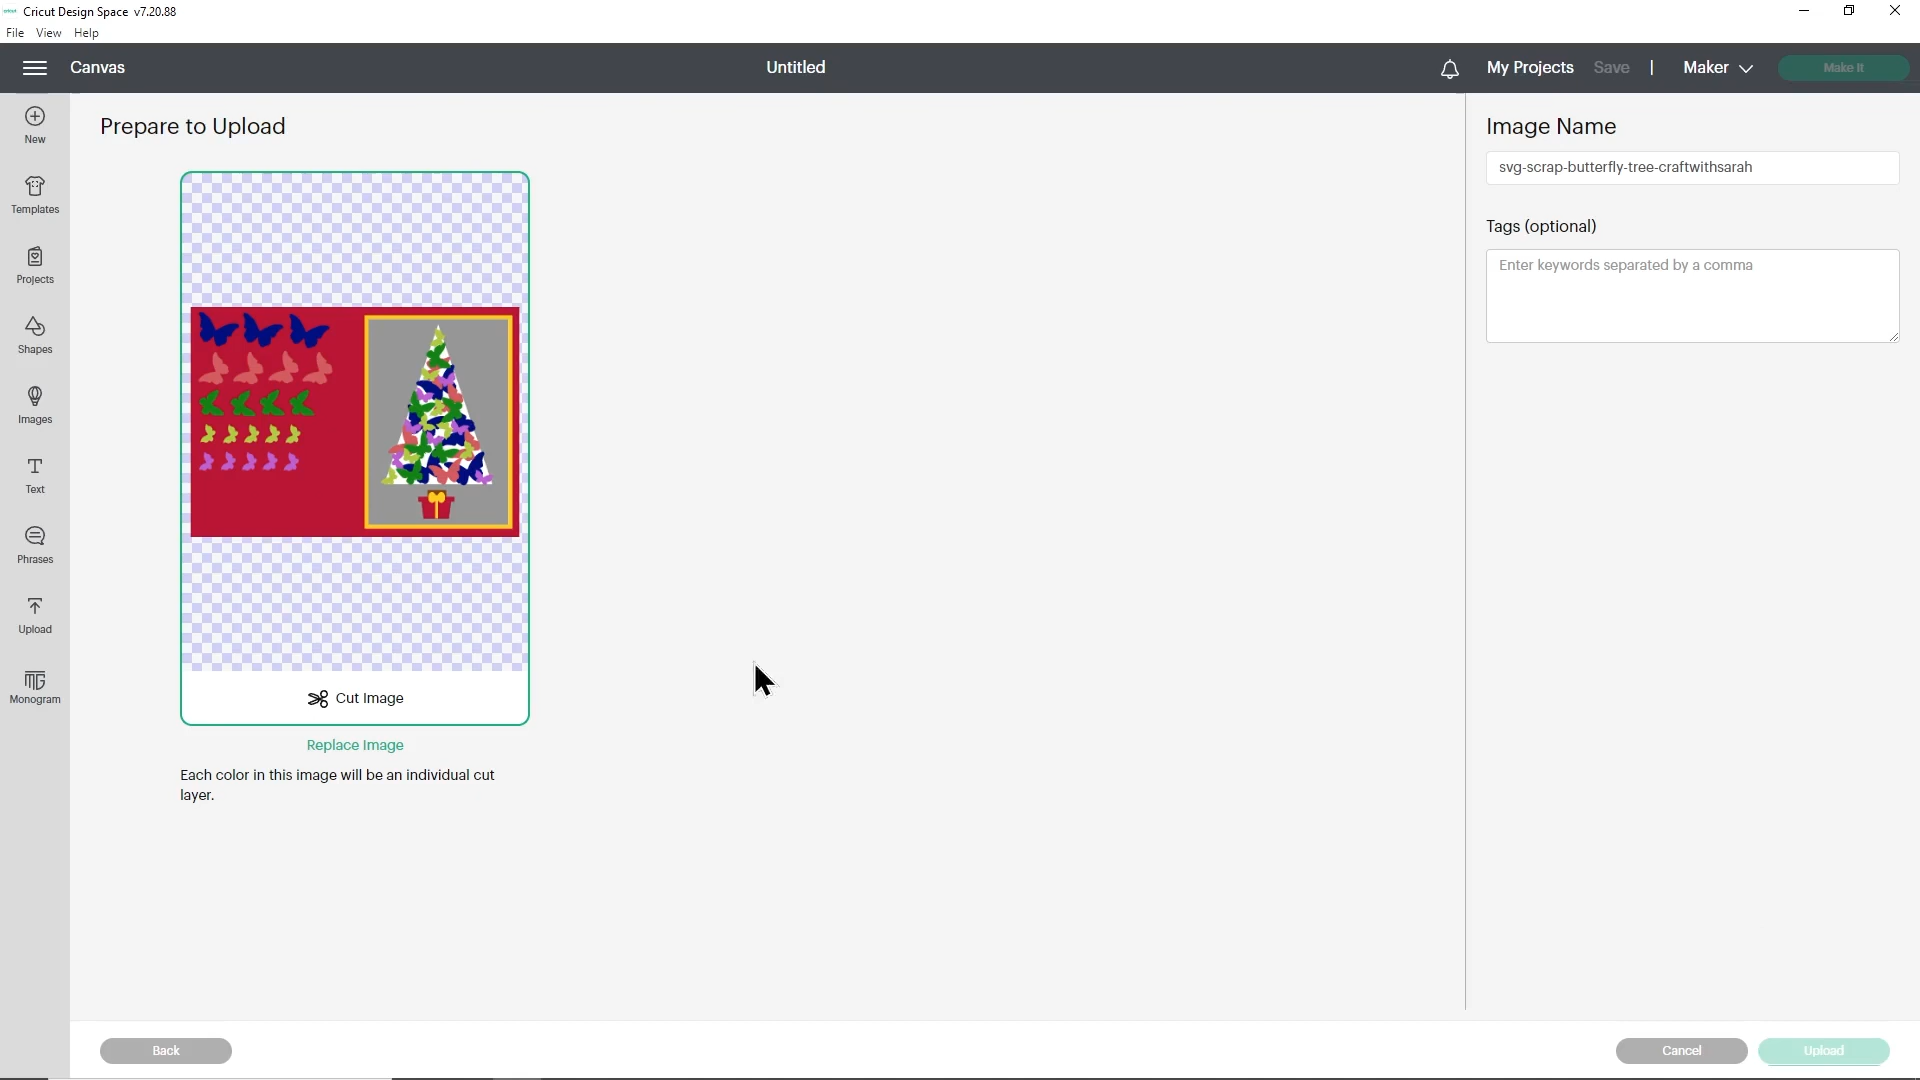 Cricut Design Space v7.20.88
File View Help
Canvas
Untitled
My Projects Save | Maker
Make It
New
Templates
Projects
Shapes
Images
Text
Phrases
Upload
Monogram
Prepare to Upload
Cut Image
Replace Image
Each color in this image will be an individual cut
layer.
Image Name
svg-scrap-butterfly-tree-craftwithsarah
Tags (optional)
Enter keywords separated by a comma
Back
Cancel
Upload